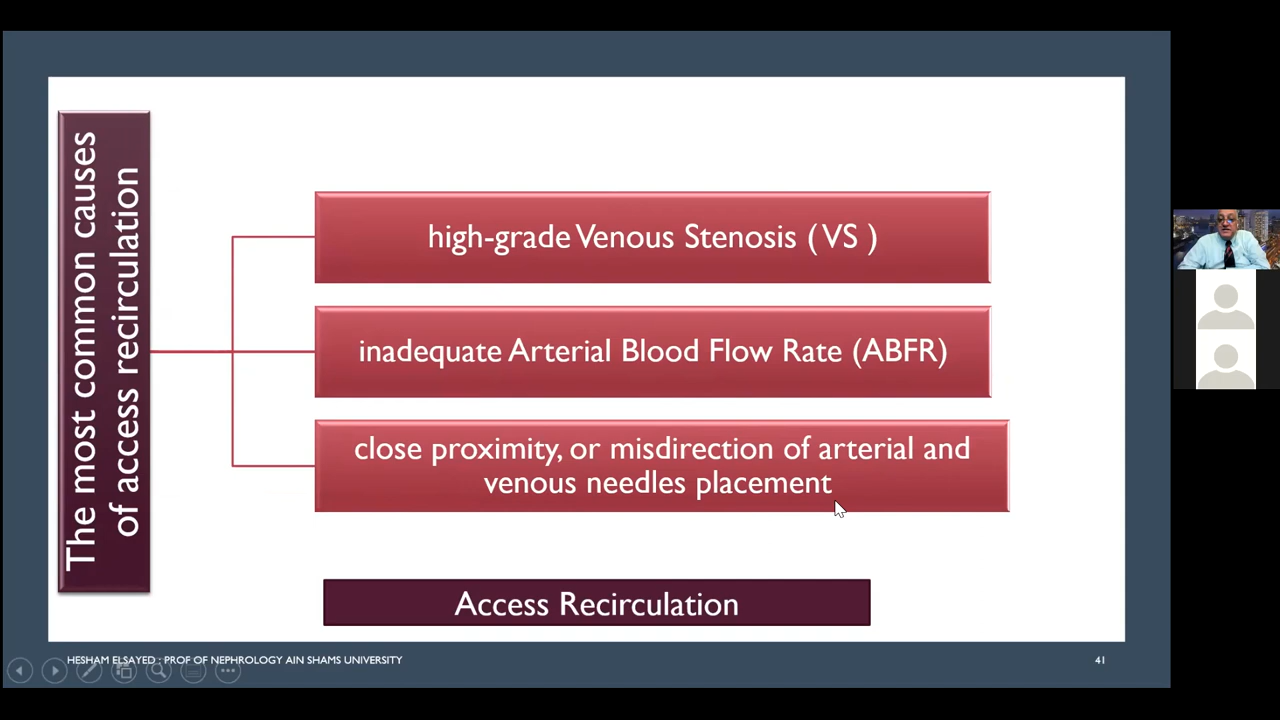 The most common causes
of access recirculation
high-grade Venous Stenosis ( VS )
inadequate Arterial Blood Flow Rate (ABFR)
close proximity, or misdirection of arterial and
venous needles placement
Access Recirculation
HESHAM ELSAYED : PROF OF NEPHROLOGY AIN SHAMS UNIVERSITY
41